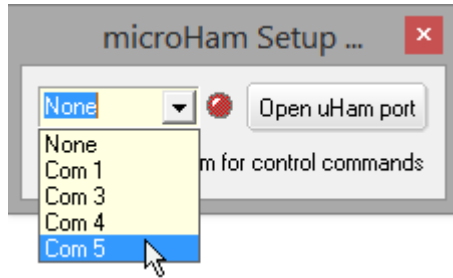 microHam Setup ...
None
Open uHam port
None
Com 1
m for control commands
Com 3
Com 4
Com 5